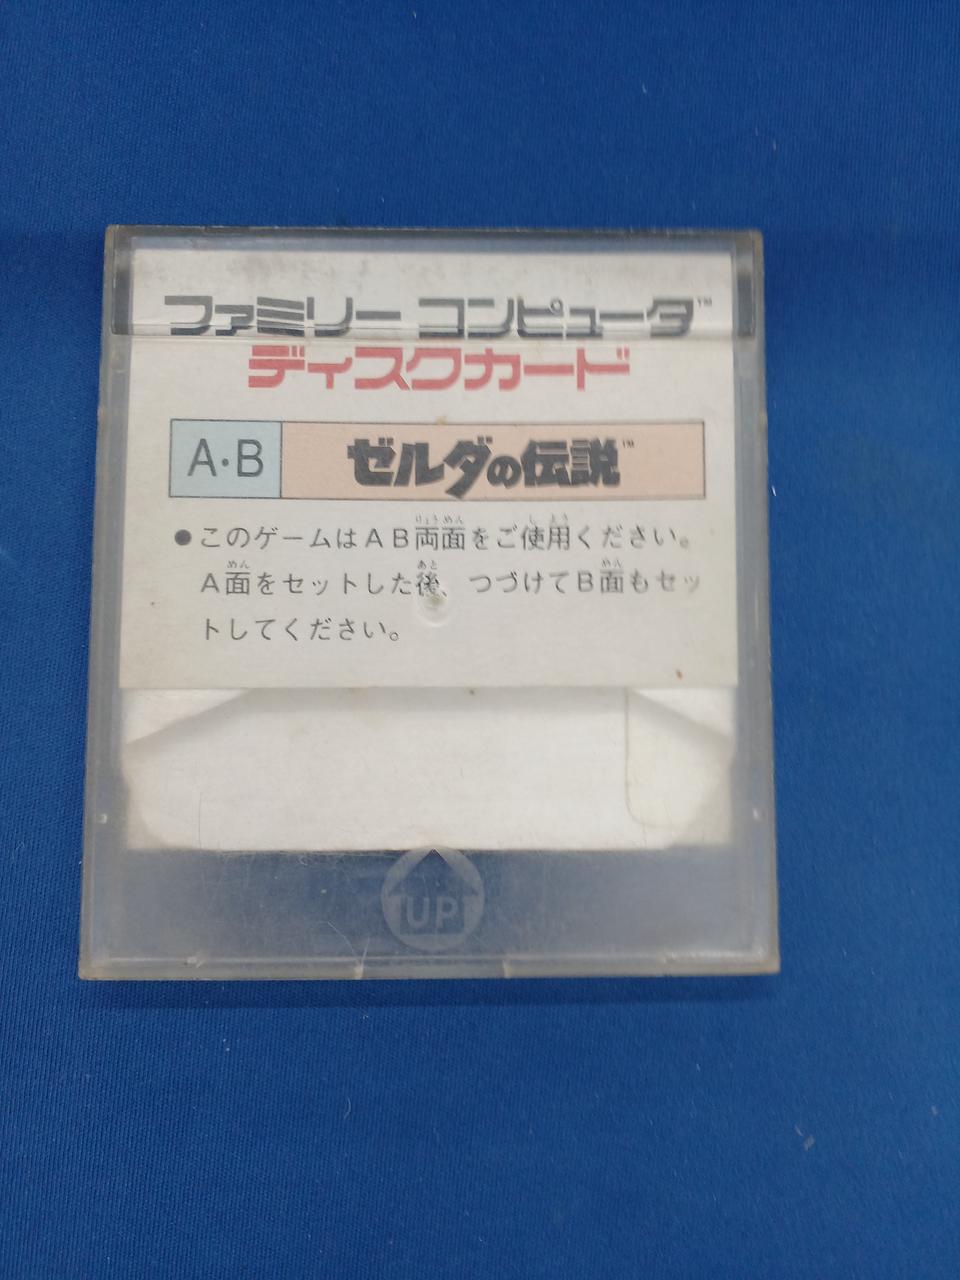 ファミリー コンピュータ™
ディスクカード
A・B ゼルダの伝説™
●このゲームはAB両面をご使用ください。
A面をセットした後、つづけてB面もセッ
トしてください。
UP